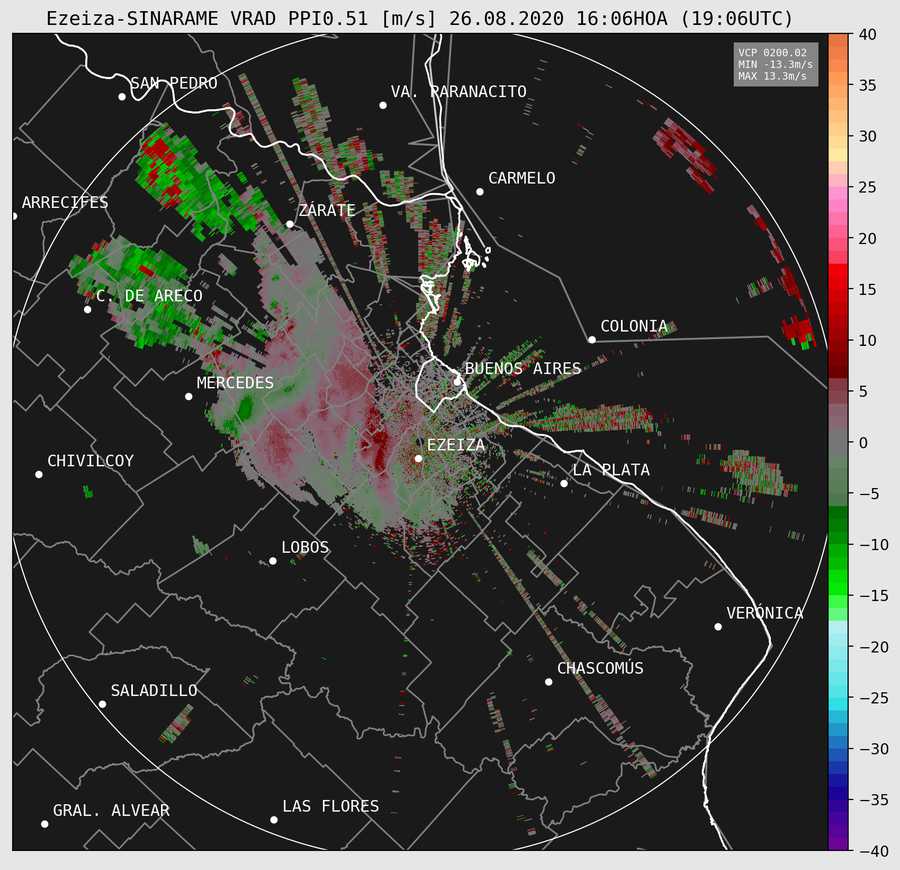 Ezeiza-SINARAME VRAD PPI0.51 [m/s] 26.08.2020 16:06HOA (19:06UTC)
VCP 0200.02
MIN -13.3m/s
MAX 13.3m/s
SAN PEDRO
VA. PARANACITO
CARMELO
ARRECIFES
ZÁRATE
C. DE ARECO
COLONIA
BUENOS AIRES
MERCEDES
EZEIZA
CHIVILCOY
LA PLATA
LOBOS
VERÓNICA
CHASCOMÚS
SALADILLO
GRAL. ALVEAR
LAS FLORES
40
35
30
25
20
15
10
5
0
−5
−10
−15
−20
−25
−30
−35
−40